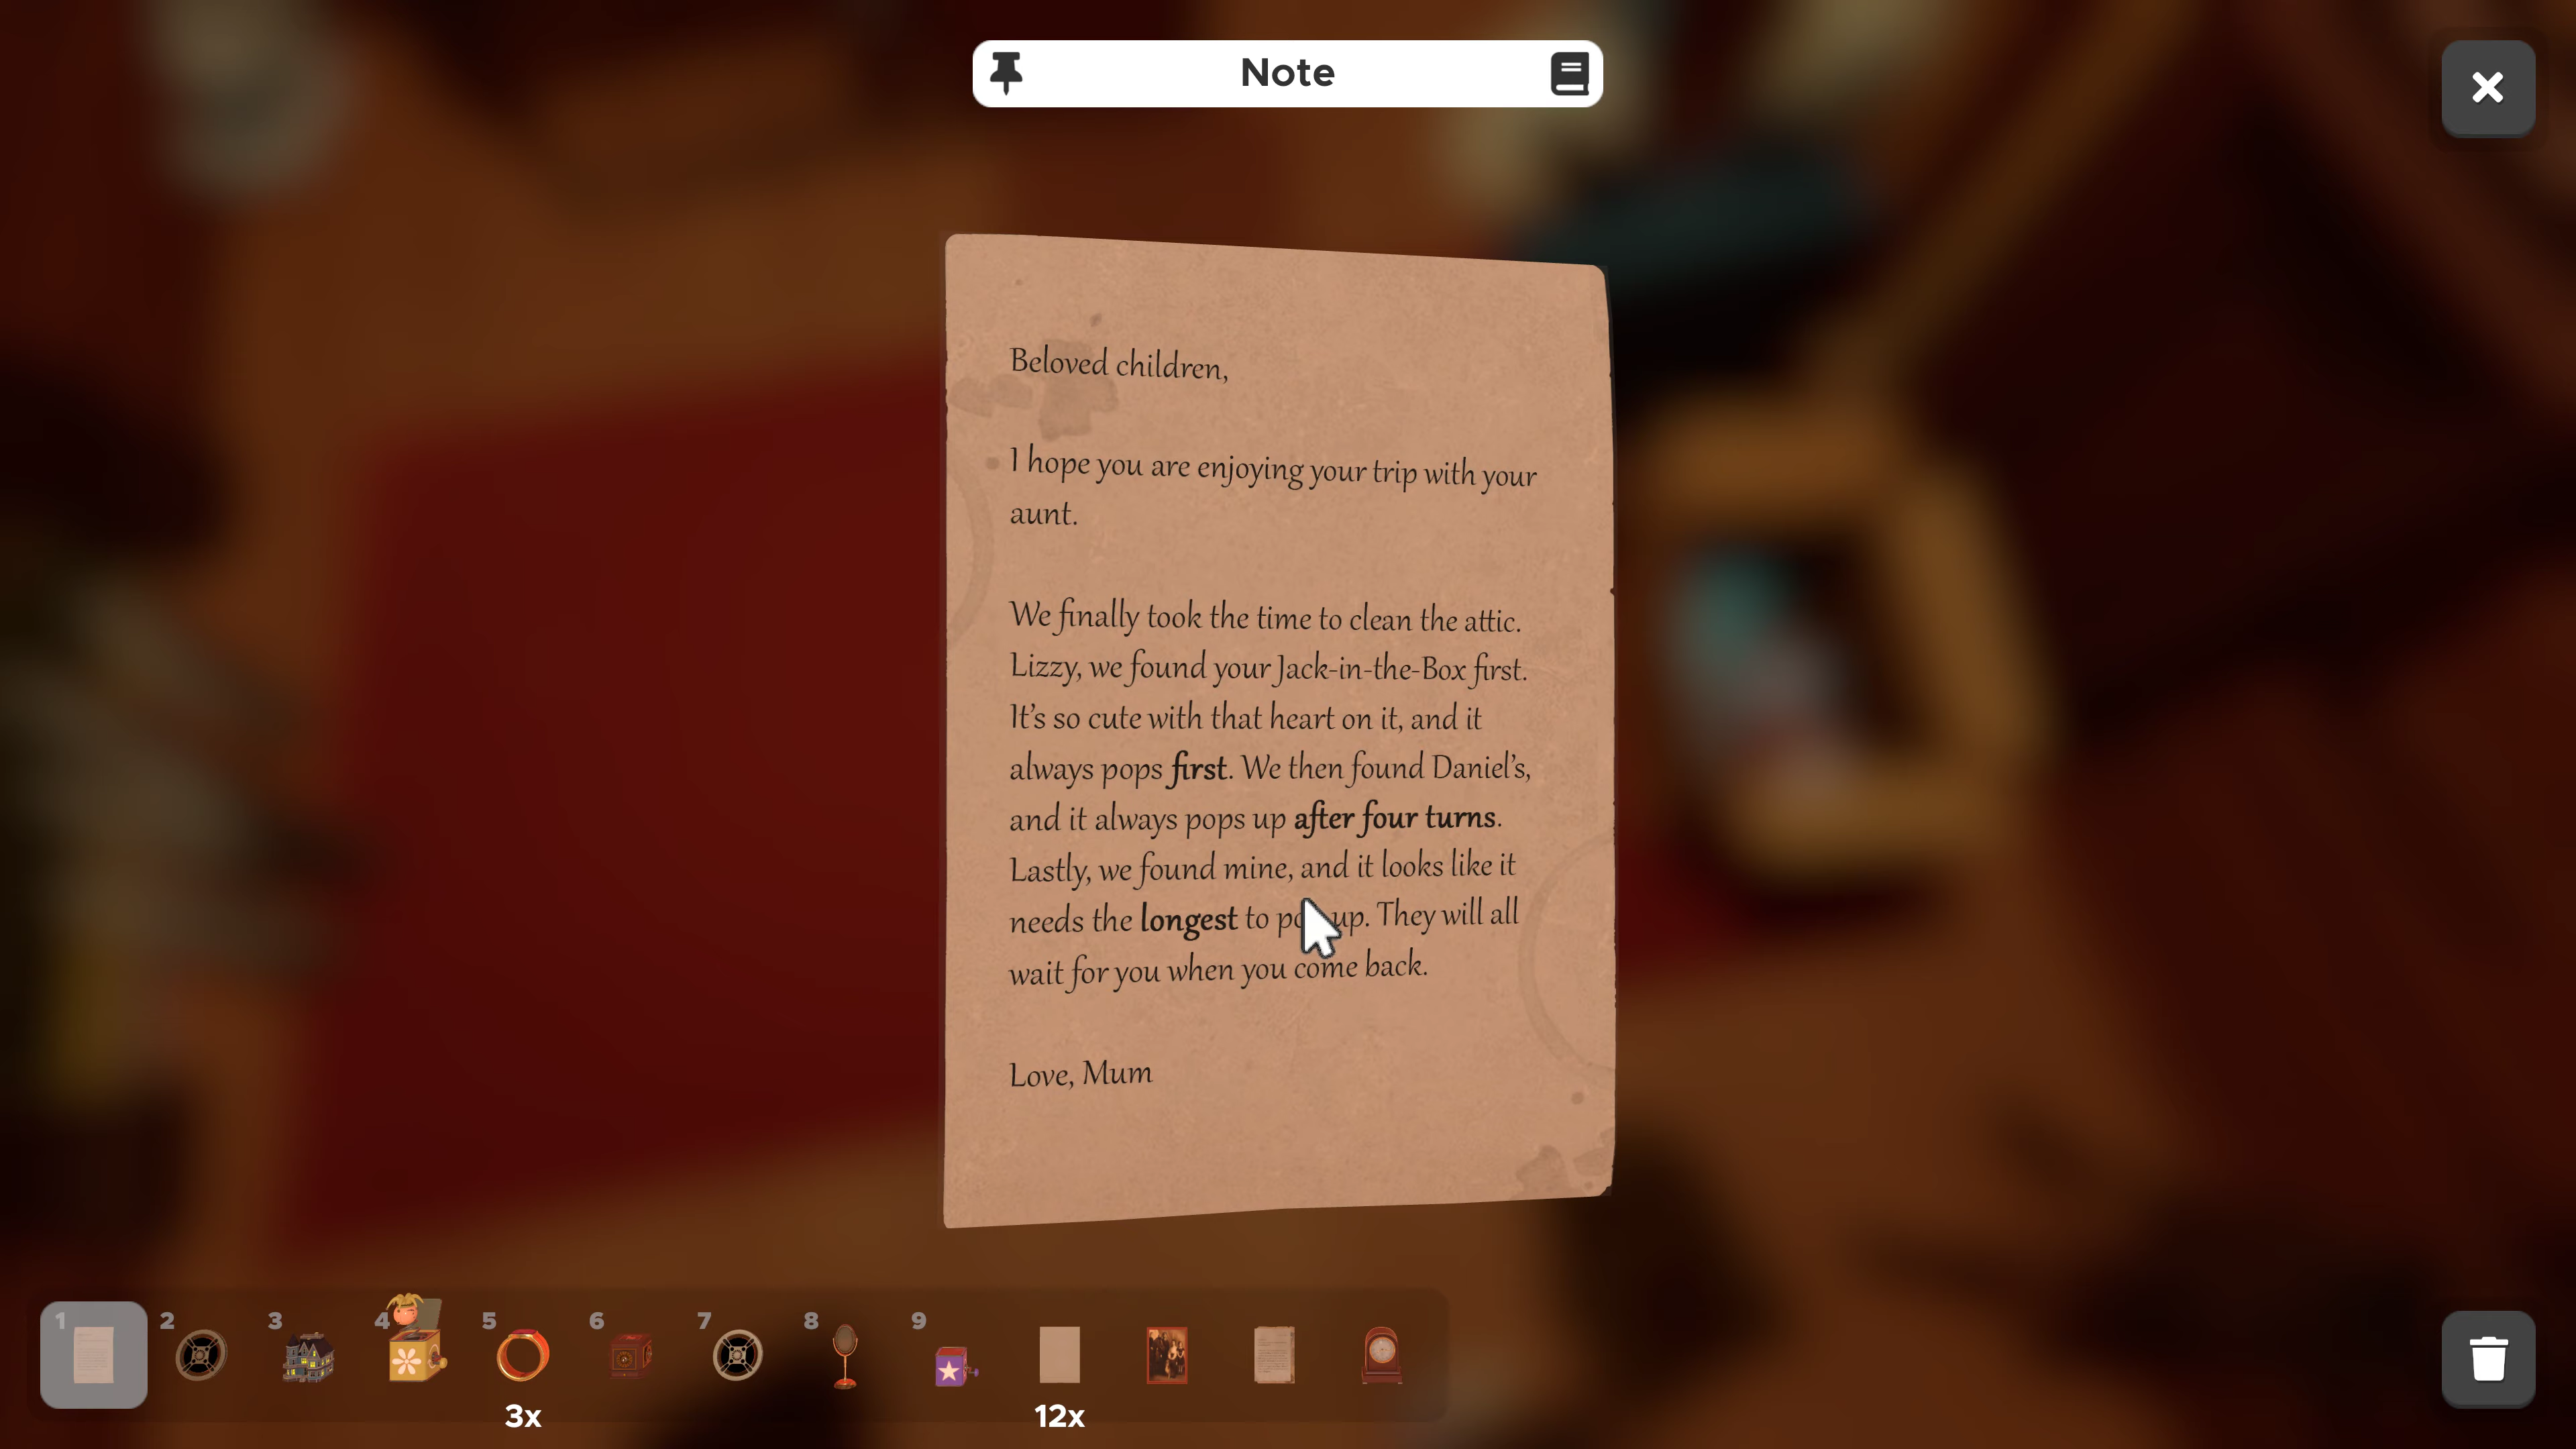 Note
Beloved children,
I hope you are enjoying your trip with your
aunt.
We finally took the time to clean the attic.
Lizzy, we found your Jack-in-the-Box first.
It's so cute with that heart on it, and it
always pops first. We then found Daniel's,
and it always pops up after four turns.
Lastly, we found mine, and it looks like it
needs the longest to up. They will all
wait for you when you come back.
Love, Mum
1 2 3 4 5 6 7 8 9
3x 12x